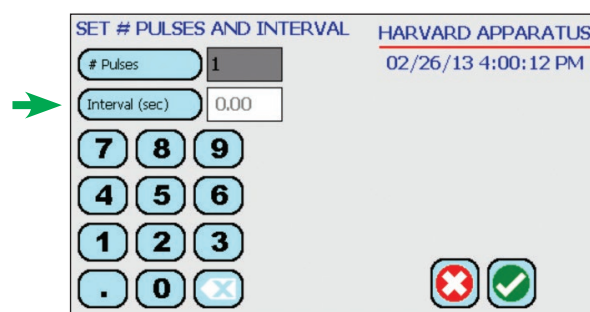 SET # PULSES AND INTERVAL
HARVARD APPARATUS
02/26/13 4:00:12 PM
# Pulses 1
Interval (sec) 0.00
7 8 9
4 5 6
1 2 3
. 0